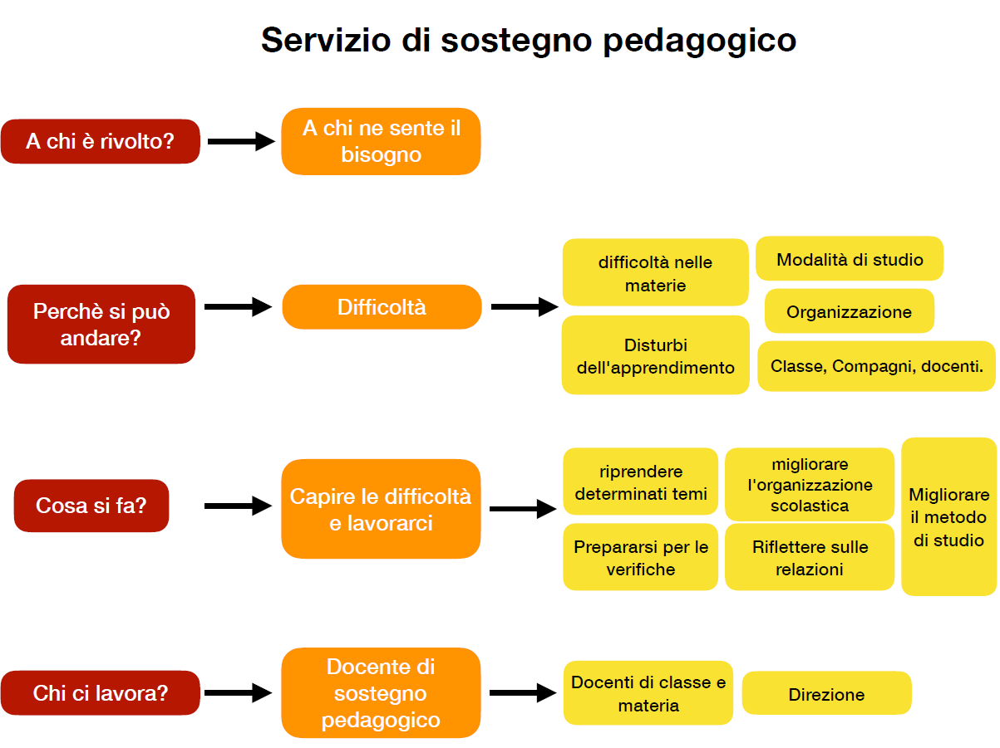 Servizio di sostegno pedagogico
A chi è rivolto?
A chi ne sente il
bisogno
Perchè si può
andare?
Difficoltà
difficoltà nelle
materie
Modalità di studio
Organizzazione
Disturbi
dell'apprendimento
Classe, Compagni, docenti.
Cosa si fa?
Capire le difficoltà
e lavorarci
riprendere
determinati temi
migliorare
l'organizzazione
scolastica
Migliorare
il metodo
di studio
Prepararsi per le
verifiche
Riflettere sulle
relazioni
Chi ci lavora?
Docente di
sostegno
pedagogico
Docenti di classe e
materia
Direzione